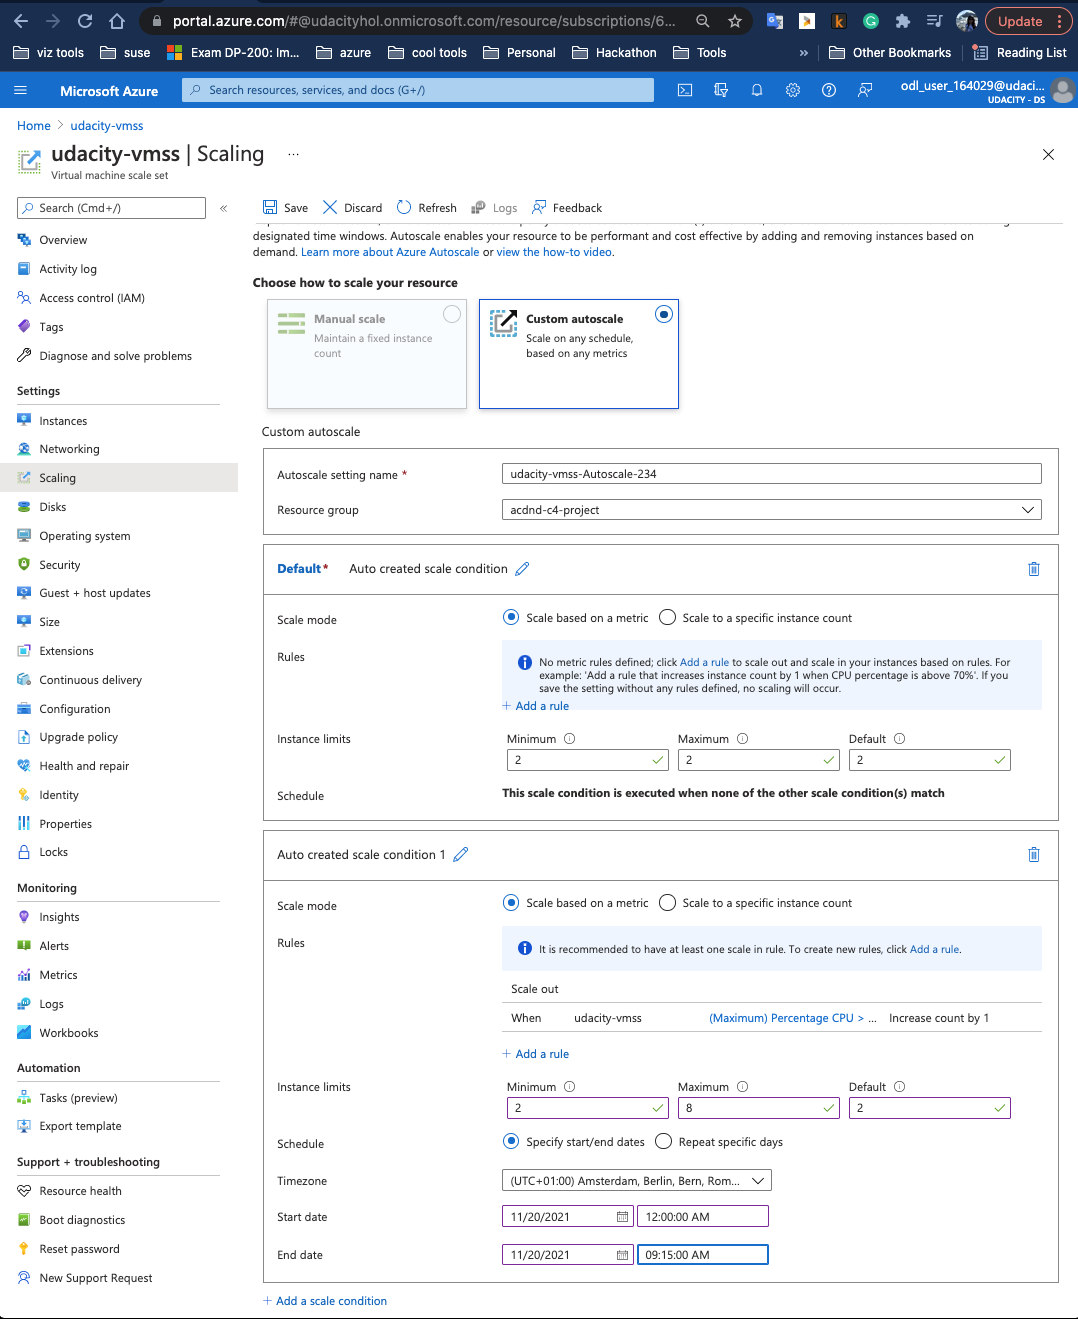 portal.azure.com/#@udacityhol.onmicrosoft.com/resource/subscriptions/6...
Update
viz tools
suse
Exam DP-200: Im...
azure
cool tools
Personal
Hackathon
Tools
»
Other Bookmarks
Reading List
Microsoft Azure
Search resources, services, and docs (G+/)
odl_user_164029@udaci...
UDACITY - DS
Home > udacity-vmss
udacity-vmss | Scaling ...
Virtual machine scale set
Search (Cmd+/)
«
Overview
Activity log
Access control (IAM)
Tags
Diagnose and solve problems
Settings
Instances
Networking
Scaling
Disks
Operating system
Security
Guest + host updates
Size
Extensions
Continuous delivery
Configuration
Upgrade policy
Health and repair
Identity
Properties
Locks
Monitoring
Insights
Alerts
Metrics
Logs
Workbooks
Automation
Tasks (preview)
Export template
Support + troubleshooting
Resource health
Boot diagnostics
Reset password
New Support Request
Save
Discard
Refresh
Logs
Feedback
designated time windows. Autoscale enables your resource to be performant and cost effective by adding and removing instances based on
demand. Learn more about Azure Autoscale or view the how-to video.
Choose how to scale your resource
Manual scale
Maintain a fixed instance
count
Custom autoscale
Scale on any schedule,
based on any metrics
Custom autoscale
Autoscale setting name *
udacity-vmss-Autoscale-234
Resource group
acdnd-c4-project
Default* Auto created scale condition
Scale mode
Scale based on a metric
Scale to a specific instance count
Rules
No metric rules defined; click Add a rule to scale out and scale in your instances based on rules. For
example: 'Add a rule that increases instance count by 1 when CPU percentage is above 70%'. If you
save the setting without any rules defined, no scaling will occur.
+ Add a rule
Instance limits
Minimum
Maximum
Default
2
2
2
Schedule
This scale condition is executed when none of the other scale condition(s) match
Auto created scale condition 1
Scale mode
Scale based on a metric
Scale to a specific instance count
Rules
It is recommended to have at least one scale in rule. To create new rules, click Add a rule.
Scale out
When udacity-vmss (Maximum) Percentage CPU > ... Increase count by 1
+ Add a rule
Instance limits
Minimum
Maximum
Default
2
8
2
Schedule
Specify start/end dates
Repeat specific days
Timezone
(UTC+01:00) Amsterdam, Berlin, Bern, Rom...
Start date
11/20/2021
12:00:00 AM
End date
11/20/2021
09:15:00 AM
+ Add a scale condition